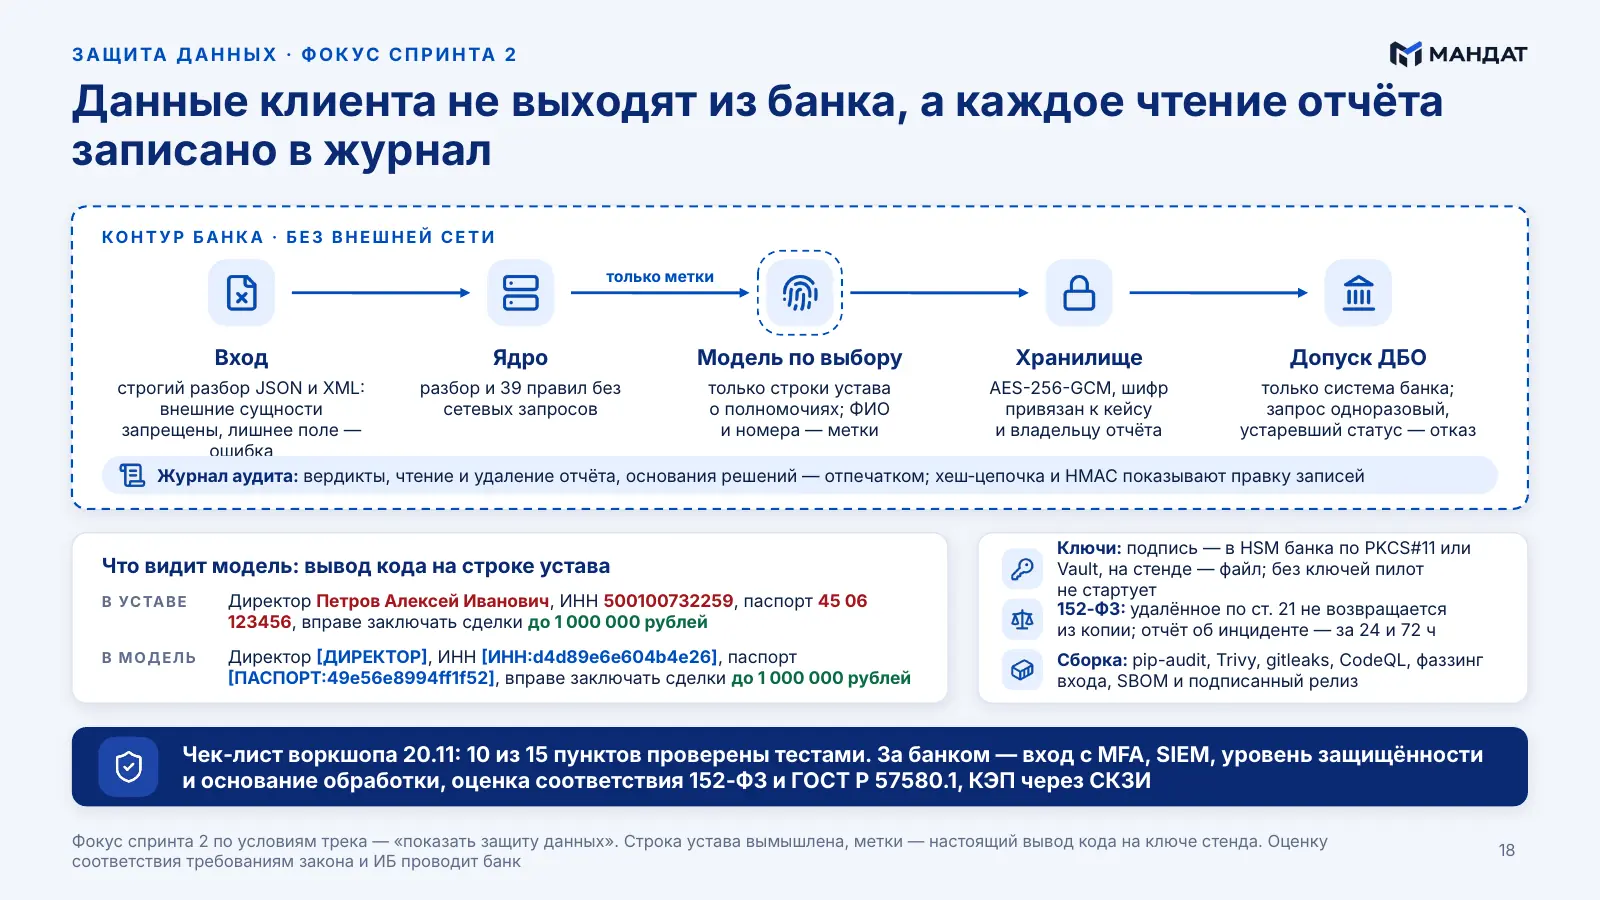 ЗАЩИТА ДАННЫХ · ФОКУС СПРИНТА 2
МАНДАТ
Данные клиента не выходят из банка, а каждое чтение отчёта
записано в журнал
КОНТУР БАНКА · БЕЗ ВНЕШНЕЙ СЕТИ
только метки
Вход
строгий разбор JSON и XML:
внешние сущности
запрещены, лишнее поле —
ошибка
Ядро
разбор и 39 правил без
сетевых запросов
Модель по выбору
только строки устава
о полномочиях; ФИО
и номера — метки
Хранилище
AES-256-GCM, шифр
привязан к кейсу
и владельцу отчёта
Допуск ДБО
только система банка;
запрос одноразовый,
устаревший статус — отказ
Журнал аудита: вердикты, чтение и удаление отчёта, основания решений — отпечатком; хеш-цепочка и HMAC показывают правку записей
Что видит модель: вывод кода на строке устава
В УСТАВЕ
Директор Петров Алексей Иванович, ИНН 500100732259, паспорт 45 06
123456, вправе заключать сделки до 1 000 000 рублей
В МОДЕЛЬ
Директор [ДИРЕКТОР], ИНН [ИНН:d4d89e6e604b4e26], паспорт
[ПАСПОРТ:49e56e8994ff1f52], вправе заключать сделки до 1 000 000 рублей
Ключи: подпись — в HSM банка по PKCS#11 или
Vault, на стенде — файл; без ключей пилот
не стартует
152-ФЗ: удалённое по ст. 21 не возвращается
из копии; отчёт об инциденте — за 24 и 72 ч
Сборка: pip-audit, Trivy, gitleaks, CodeQL, фаззинг
входа, SBOM и подписанный релиз
Чек-лист воркшопа 20.11: 10 из 15 пунктов проверены тестами. За банком — вход с MFA, SIEM, уровень защищённости
и основание обработки, оценка соответствия 152-ФЗ и ГОСТ Р 57580.1, КЭП через СКЗИ
Фокус спринта 2 по условиям трека — «показать защиту данных». Строка устава вымышлена, метки — настоящий вывод кода на ключе стенда. Оценку
соответствия требованиям закона и ИБ проводит банк
18